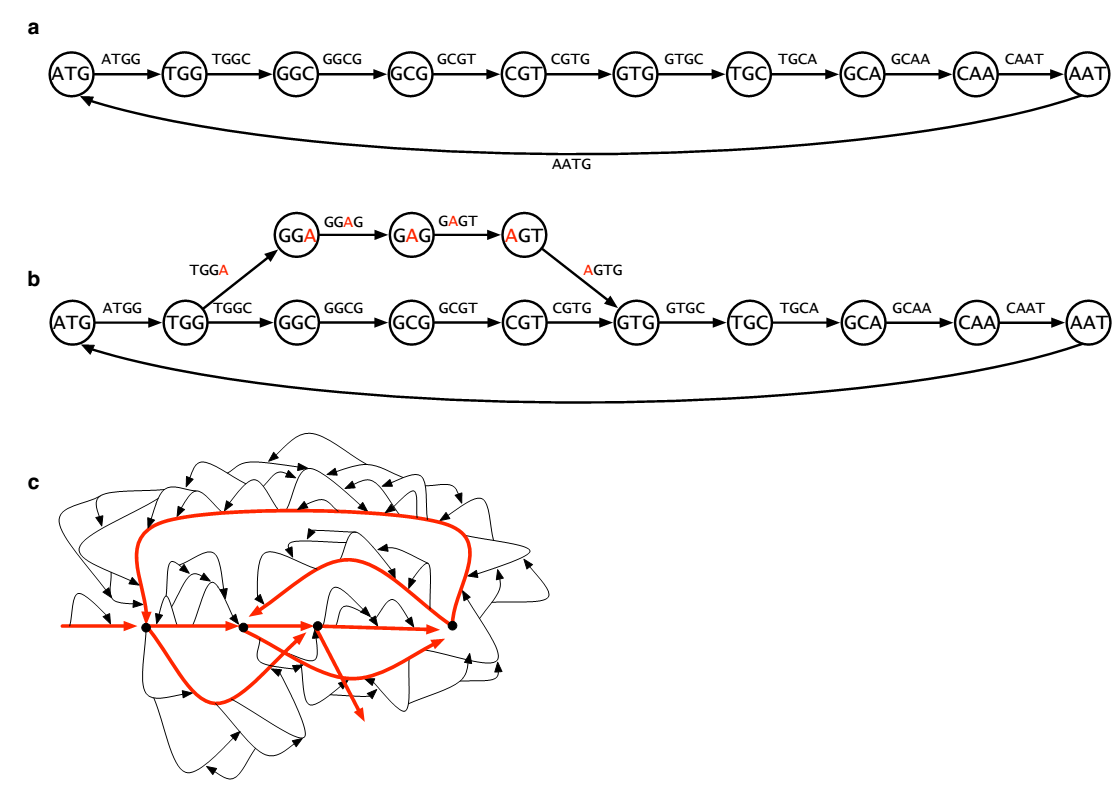 a
ATGG TGGC GGCG GCGT CGTG GTGC TGCA GCAA CAAT
ATG TGG GGC GCG CGT GTG TGC GCA CAA AAT
AATG
GGAG GAGT
GGA GAG AGT
TGGA AGTG
b
ATGG TGGC GGCG GCGT CGTG GTGC TGCA GCAA CAAT
ATG TGG GGC GCG CGT GTG TGC GCA CAA AAT
c